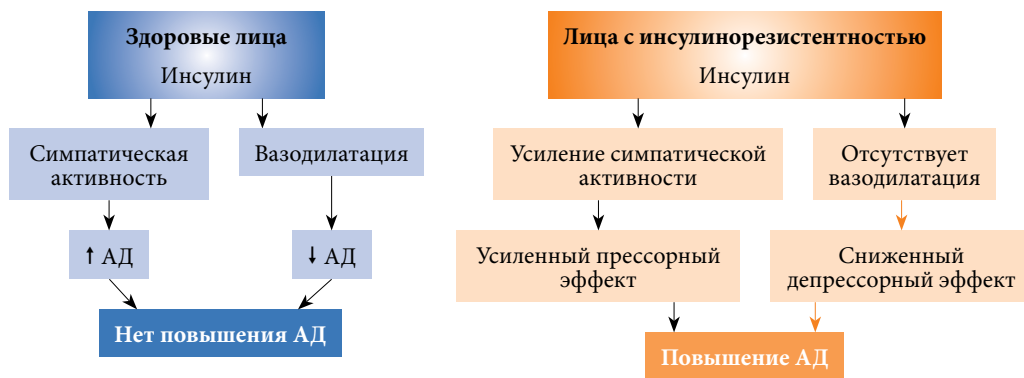 Здоровые лица
Инсулин
Симпатическая
активность
Вазодилатация
↑ АД
↓ АД
Нет повышения АД
Лица с инсулинорезистентностью
Инсулин
Усиление симпатической
активности
Отсутствует
вазодилатация
Усиленный прессорный
эффект
Сниженный
депрессорный эффект
Повышение АД